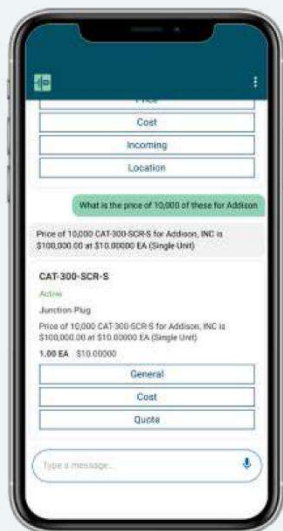 Price
Cost
Incoming
Location
What is the price of 10,000 of these for Addison
Price of 10,000 CAT-300-SCR-S for Addison, INC is
$100,000.00 at $10.00000 EA (Single Unit)
CAT-300-SCR-S
Active
Junction Plug
Price of 10,000 CAT-300-SCR-S for Addison, INC is
$100,000.00 at $10.00000 EA (Single Unit)
1.00 EA $10.00000
General
Cost
Quote
Type a message...